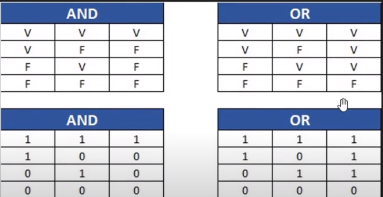 AND
V V V
V F F
F V F
F F F
OR
V V V
V F V
F V V
F F F
AND
1 1 1
1 0 0
0 1 0
0 0 0
OR
1 1 1
1 0 1
0 1 1
0 0 0